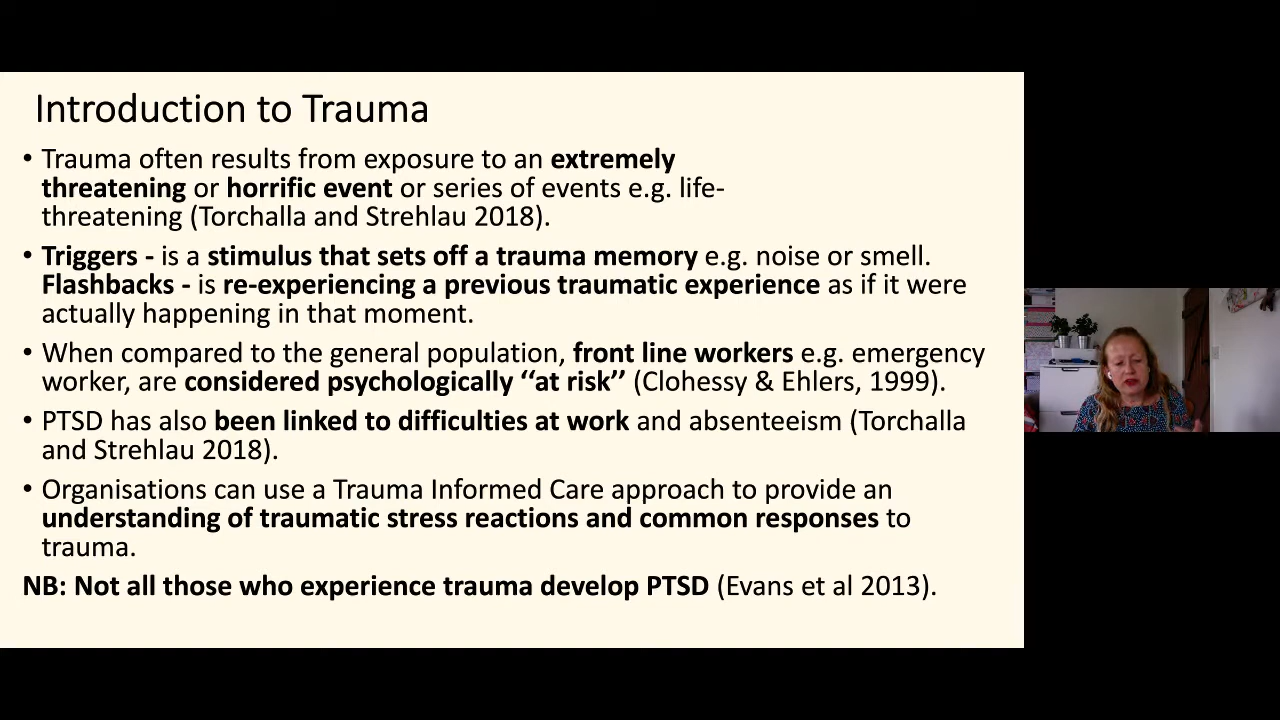 Introduction to Trauma
• Trauma often results from exposure to an extremely
threatening or horrific event or series of events e.g. life-
threatening (Torchalla and Strehlau 2018).
• Triggers - is a stimulus that sets off a trauma memory e.g. noise or smell.
Flashbacks - is re-experiencing a previous traumatic experience as if it were
actually happening in that moment.
• When compared to the general population, front line workers e.g. emergency
worker, are considered psychologically ‘‘at risk’’ (Clohessy & Ehlers, 1999).
• PTSD has also been linked to difficulties at work and absenteeism (Torchalla
and Strehlau 2018).
• Organisations can use a Trauma Informed Care approach to provide an
understanding of traumatic stress reactions and common responses to
trauma.
NB: Not all those who experience trauma develop PTSD (Evans et al 2013).